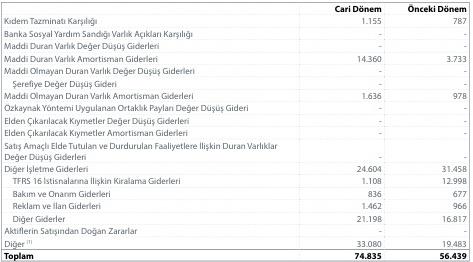 Cari Dönem Önceki Dönem
Kıdem Tazminatı Karşılığı 1.155 787
Banka Sosyal Yardım Sandığı Varlık Açıkları Karşılığı - -
Maddi Duran Varlık Değer Düşüş Giderleri - -
Maddi Duran Varlık Amortisman Giderleri 14.360 3.733
Maddi Olmayan Duran Varlık Değer Düşüş Giderleri - -
Şerefiye Değer Düşüş Gideri - -
Maddi Olmayan Duran Varlık Amortisman Giderleri 1.636 978
Özkaynak Yöntemi Uygulanan Ortaklık Payları Değer Düşüş Gideri - -
Elden Çıkarılacak Kıymetler Değer Düşüş Giderleri - -
Elden Çıkarılacak Kıymetler Amortisman Giderleri - -
Satış Amaçlı Elde Tutulan ve Durdurulan Faaliyetlere İlişkin Duran Varlıklar
Değer Düşüş Giderleri - -
Diğer İşletme Giderleri 24.604 31.458
TFRS 16 İstisnalarına İlişkin Kiralama Giderleri 1.108 12.998
Bakım ve Onarım Giderleri 836 677
Reklam ve İlan Giderleri 1.462 966
Diğer Giderler 21.198 16.817
Aktiflerin Satışından Doğan Zararlar - -
Diğer (1) 33.080 19.483
Toplam 74.835 56.439